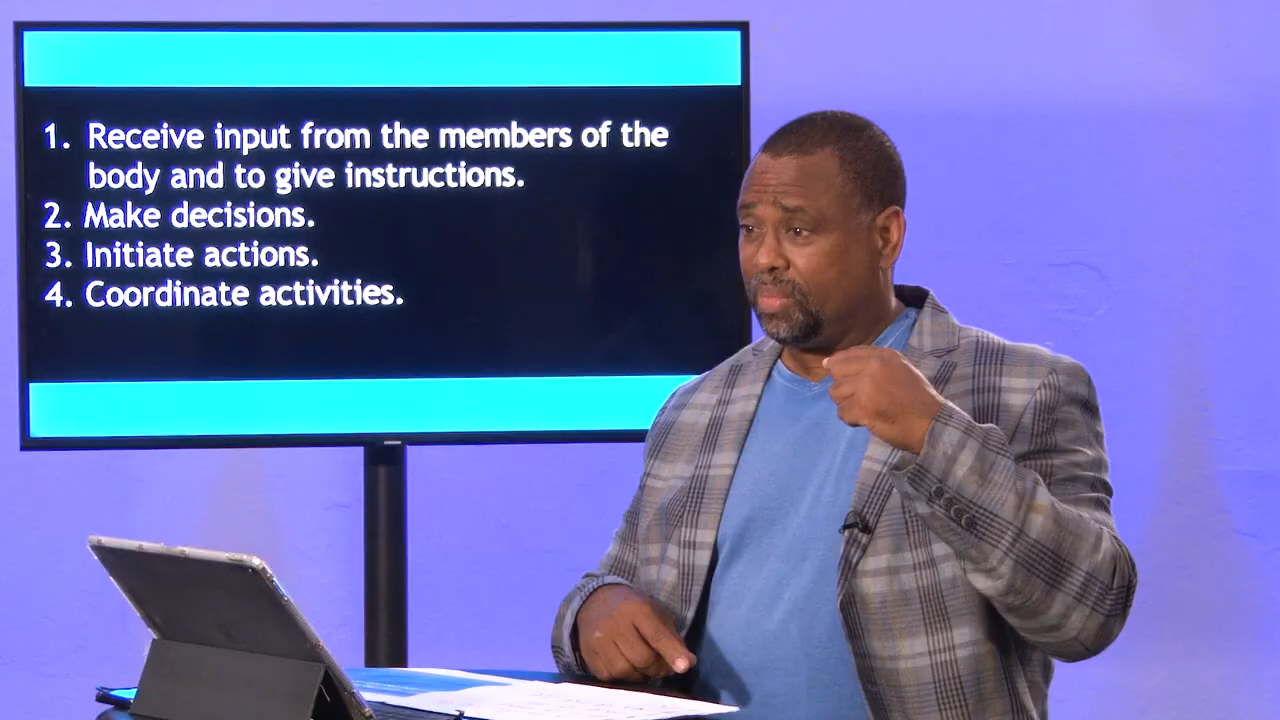 1. Receive input from the members of the
body and to give instructions.
2. Make decisions.
3. Initiate actions.
4. Coordinate activities.